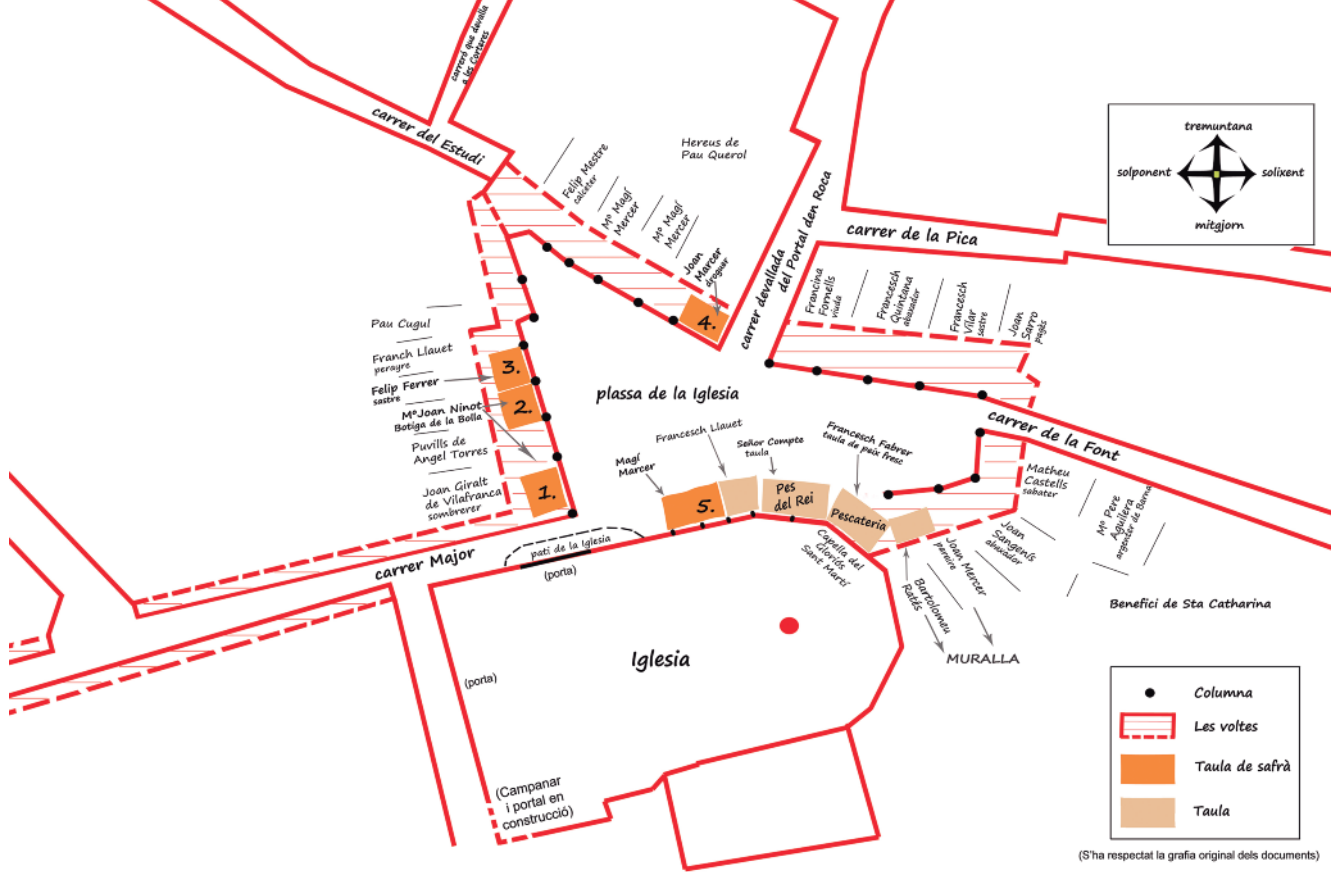 carreró que devalla
a les Corteres
carrer del Estudi
Felip Mestre
calceter
Mº Magí
Mercer
Mº Magí
Mercer
Joan
Marcer
droguer
Hereus de
Pau Querol
carrer devallada
del Portal den Roca
carrer de la Pica
tremuntana
solponent
solixent
mitgjorn
Francina
Fornells
viuda
Francesch
Quintana
abaxador
Francesch
Vilar
sastre
Joan
Sarro
pagès
Pau Cugul
Franch Llauet
perayre
Felip Ferrer
sastre
MºJoan Ninot
Botiga de la Bolla
Puvills de
Angel Torres
Joan Giralt
de Vilafranca
sombrerer
4.
3.
2.
1.
plassa de la Iglesia
carrer de la Font
Magí
Marcer
Francesch Llauet
Señor Compte
taula
Francesch Fabrer
taula de peix fresc
5.
Pes
del Rei
Pescateria
Matheu
Castells
sabater
Mº Pere
Aguilera
argenter de Barna
Joan
Sangenís
abaxador
Joan Mercer
peraire
Bartolomeu
Ratés
Capella del
Gloriós
Sant Martí
Benefici de Sta Catharina
MURALLA
carrer Major
pati de la Iglesia
(porta)
Iglesia
(porta)
(Campanar
i portal en
construcció)
Columna
Les voltes
Taula de safrà
Taula
(S'ha respectat la grafia original dels documents)